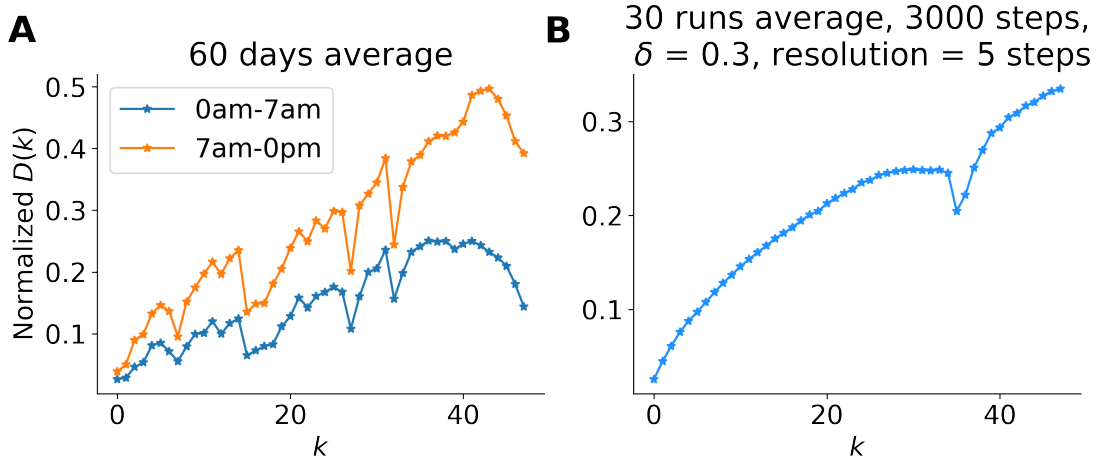 A
60 days average
0am-7am
7am-0pm
Normalized D(k)
0.5
0.4
0.3
0.2
0.1
0
20
40
k
B
30 runs average, 3000 steps,
δ = 0.3, resolution = 5 steps
0.3
0.2
0.1
0
20
40
k